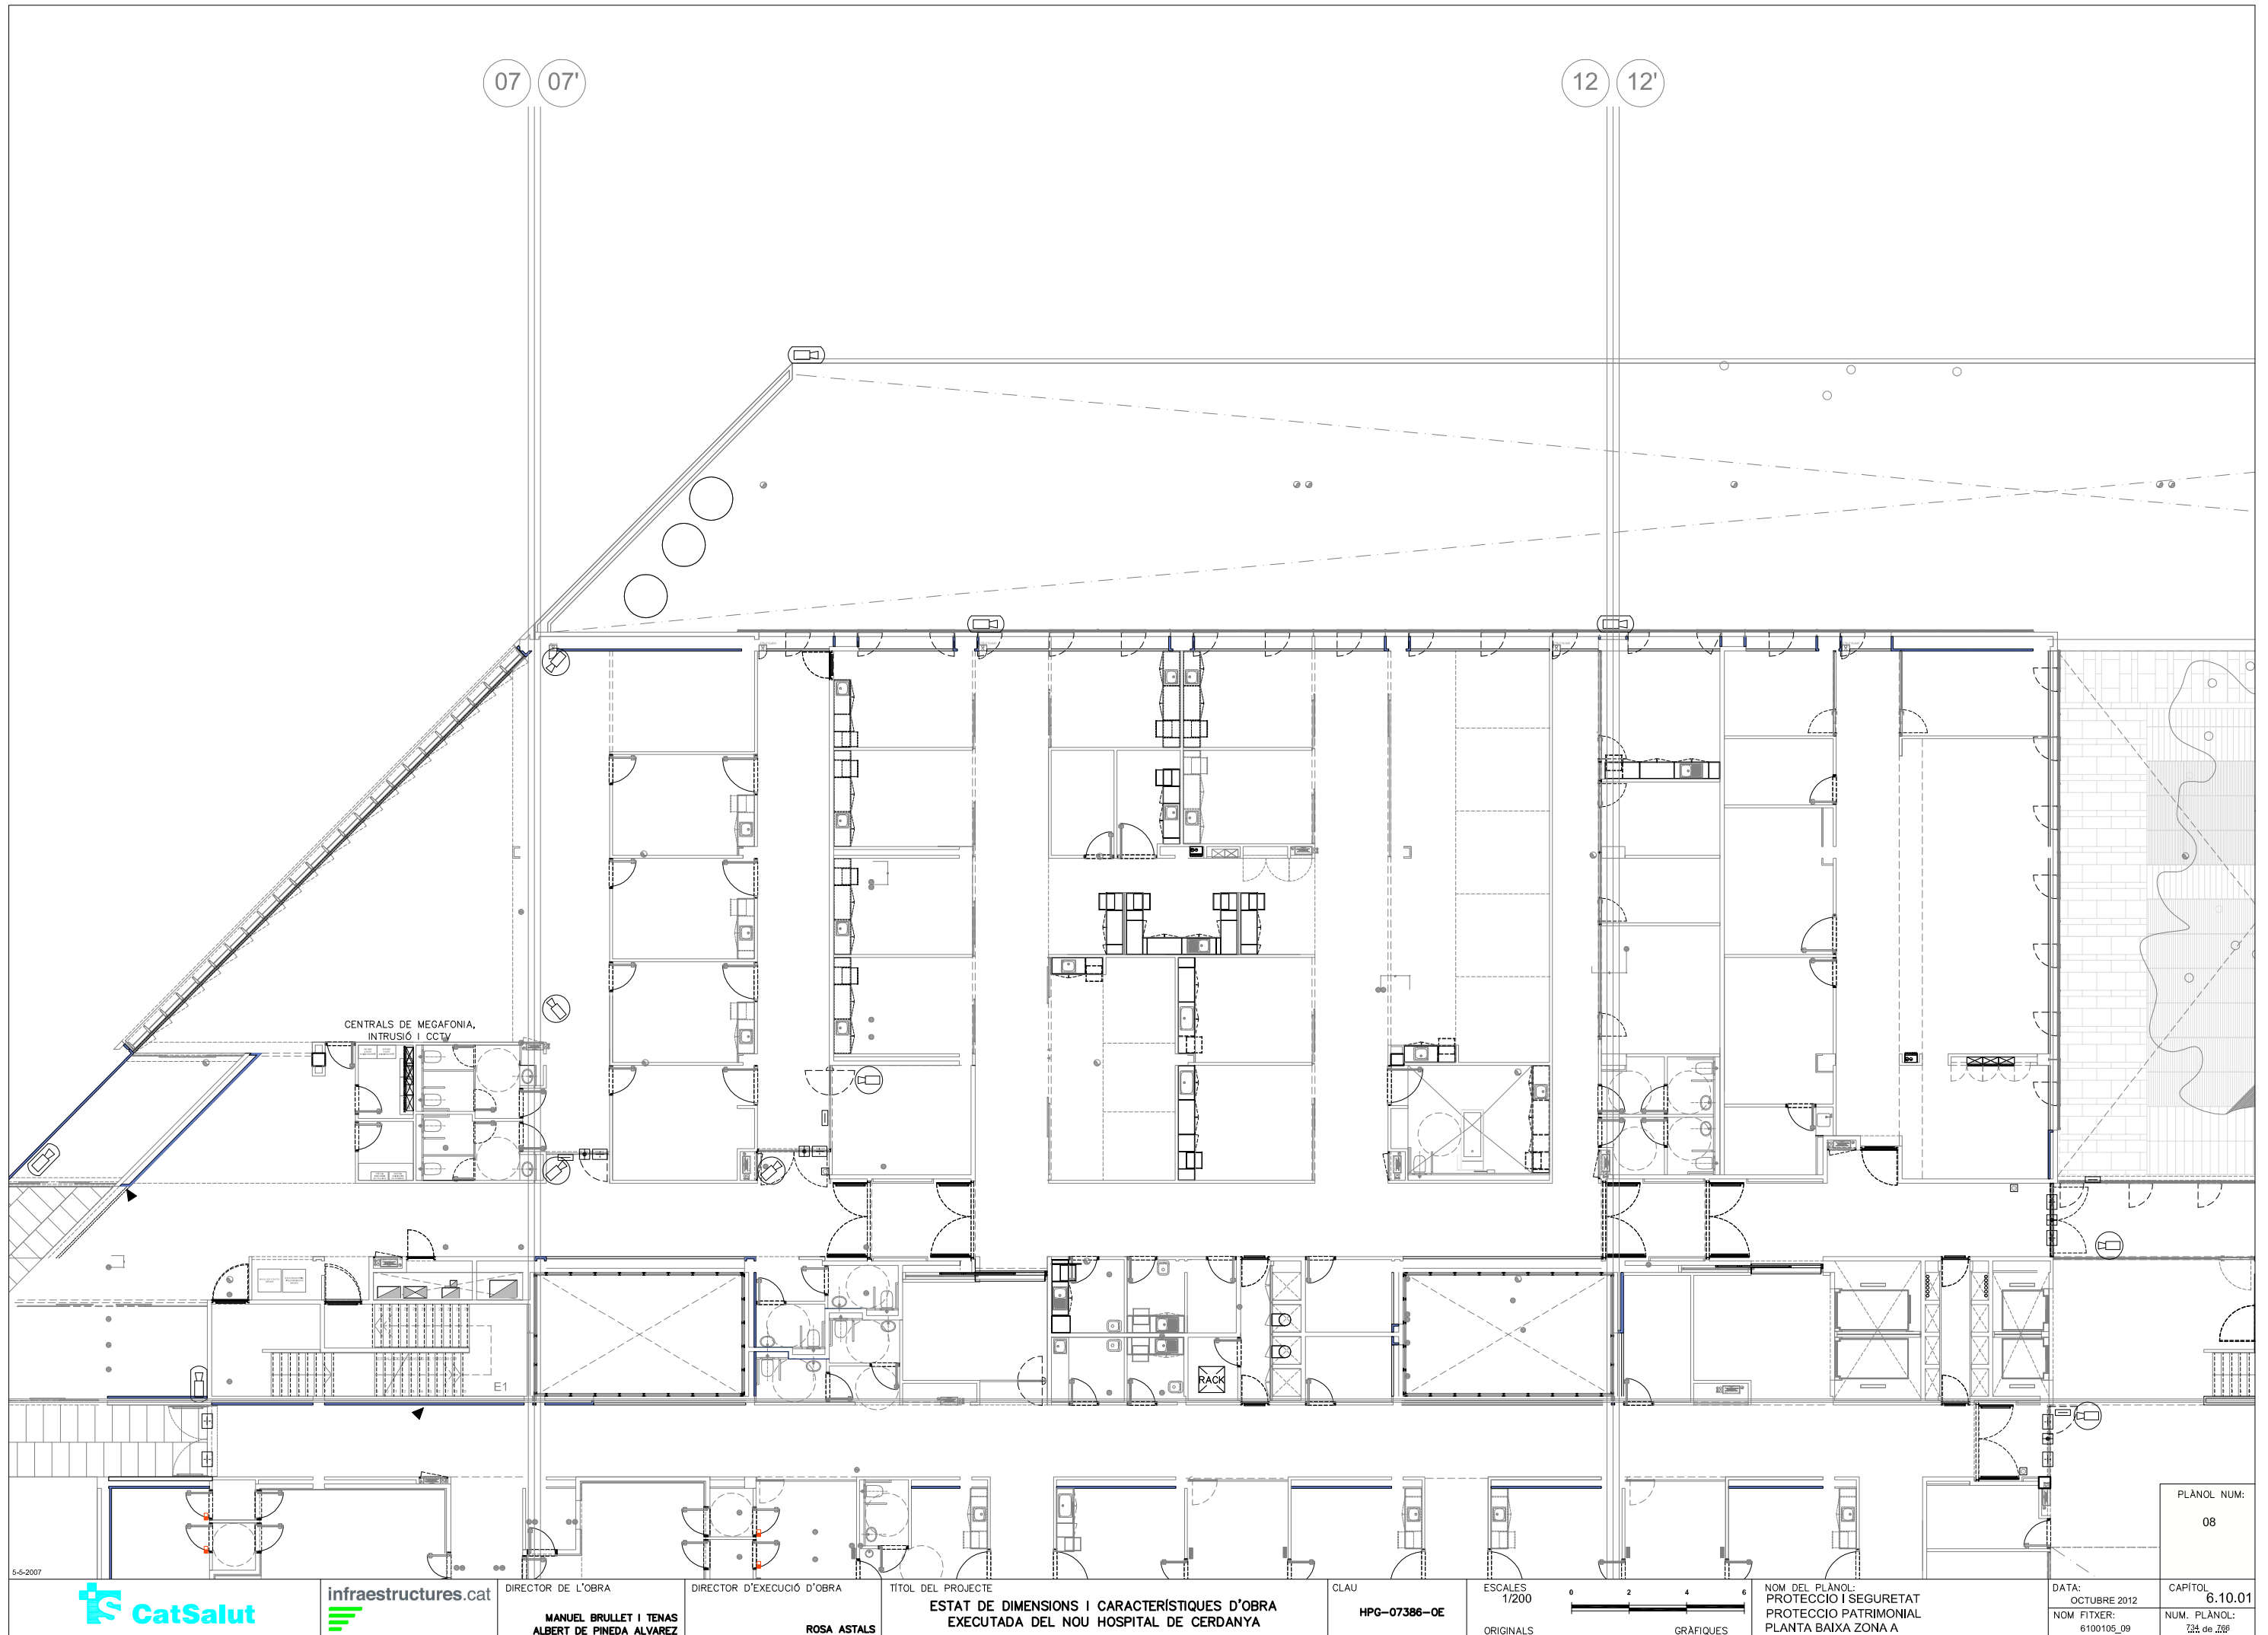 07
07'
12
12'
CENTRALS DE MEGAFONIA,
INTRUSIÓ I CCTV
E1
RACK
5-5-2007
PLÀNOL NUM:
08
CatSalut
infraestructures.cat
DIRECTOR DE L'OBRA
MANUEL BRULLET I TENAS
ALBERT DE PINEDA ALVAREZ
DIRECTOR D'EXECUCIÓ D'OBRA
ROSA ASTALS
TÍTOL DEL PROJECTE
ESTAT DE DIMENSIONS I CARACTERÍSTIQUES D'OBRA
EXECUTADA DEL NOU HOSPITAL DE CERDANYA
CLAU
HPG-07386-OE
ESCALES
1/200
0 2 4 6
ORIGINALS
GRÀFIQUES
NOM DEL PLÀNOL:
PROTECCIO I SEGURETAT
PROTECCIO PATRIMONIAL
PLANTA BAIXA ZONA A
DATA:
OCTUBRE 2012
NOM FITXER:
6100105_09
CAPÍTOL
6.10.01
NUM. PLÀNOL:
de